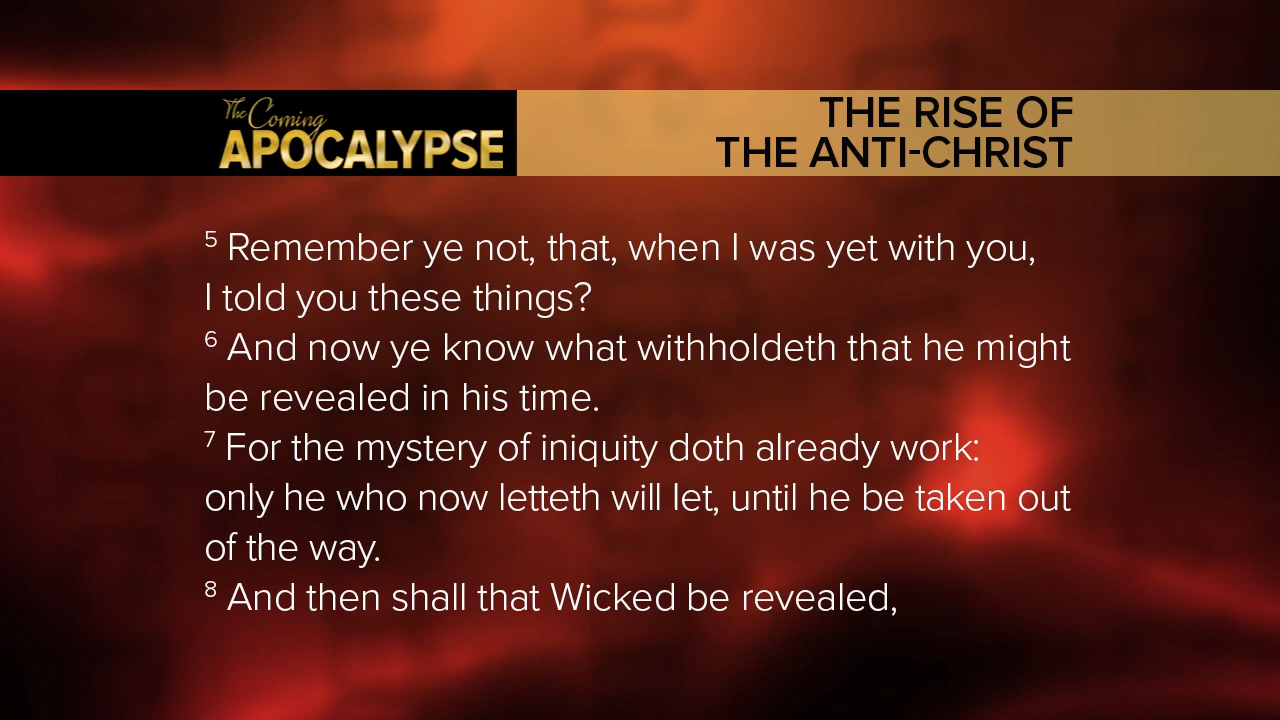 The Coming
APOCALYPSE
THE RISE OF
THE ANTI-CHRIST
5 Remember ye not, that, when I was yet with you,
I told you these things?
6 And now ye know what withholdeth that he might
be revealed in his time.
7 For the mystery of iniquity doth already work:
only he who now letteth will let, until he be taken out
of the way.
8 And then shall that Wicked be revealed,